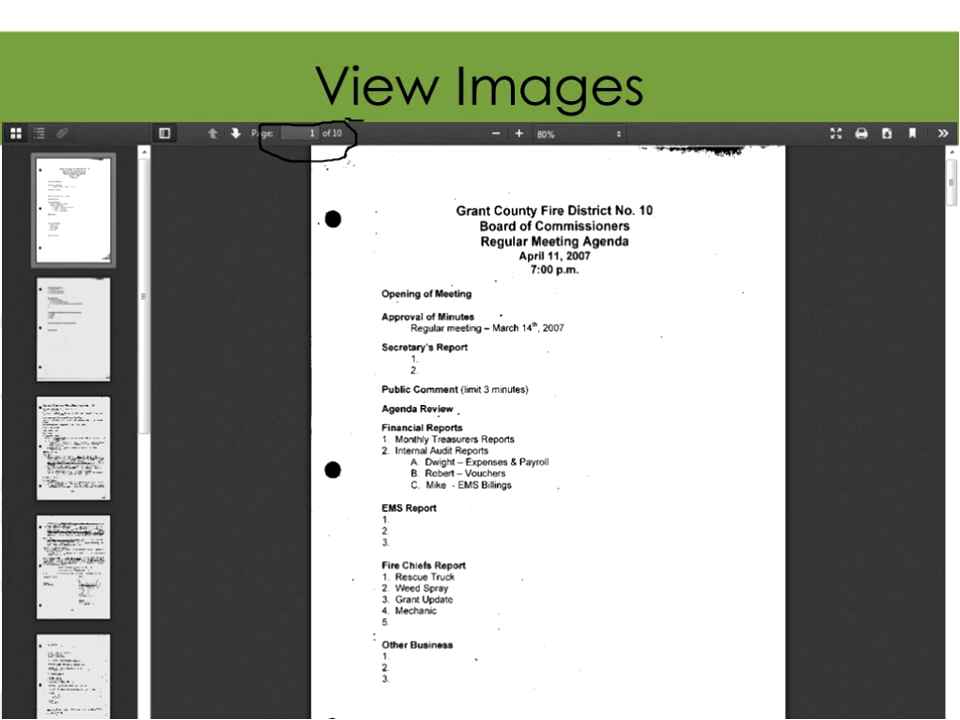 View Images
Page: 1 of 10
80%
Grant County Fire District No. 10
Board of Commissioners
Regular Meeting Agenda
April 11, 2007
7:00 p.m.
Opening of Meeting
Approval of Minutes
Regular meeting – March 14th, 2007
Secretary's Report
1.
2.
Public Comment (limit 3 minutes)
Agenda Review
Financial Reports
1. Monthly Treasurers Reports
2. Internal Audit Reports
A. Dwight – Expenses & Payroll
B. Robert – Vouchers
C. Mike - EMS Billings
EMS Report
1.
2.
3.
Fire Chiefs Report
1. Rescue Truck
2. Weed Spray
3. Grant Update
4. Mechanic
5.
Other Business
1.
2.
3.